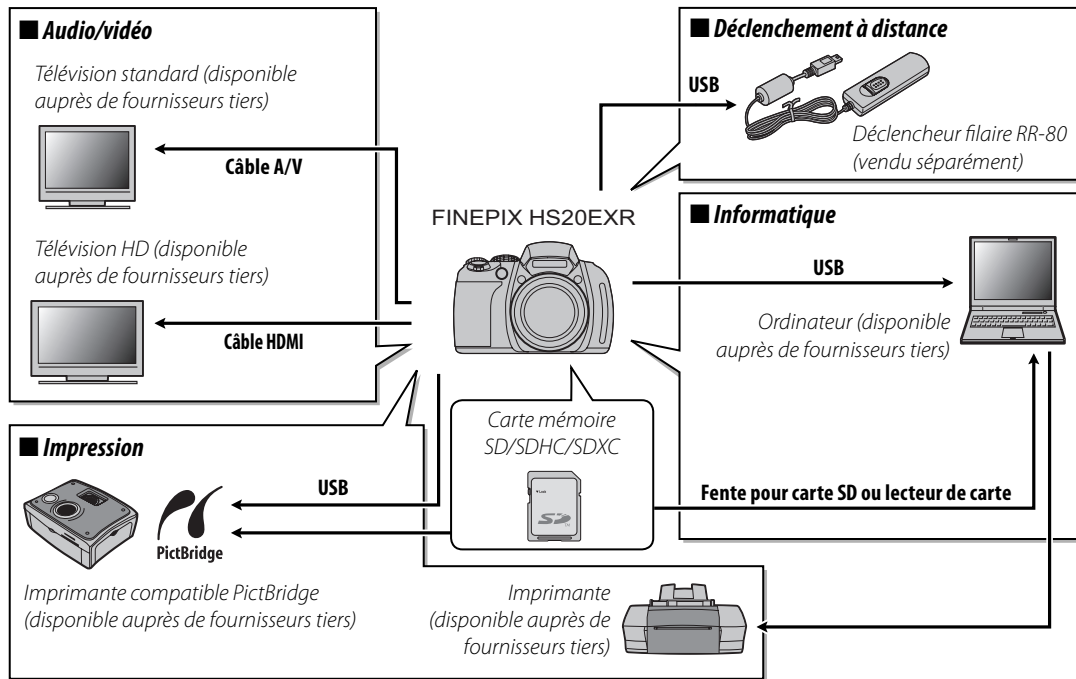 ■ Audio/vidéo
Télévision standard (disponible
auprès de fournisseurs tiers)
Câble A/V
Télévision HD (disponible
auprès de fournisseurs tiers)
Câble HDMI
■ Déclenchement à distance
USB
Déclencheur filaire RR-80
(vendu séparément)
FINEPIX HS20EXR
■ Informatique
USB
Ordinateur (disponible
auprès de fournisseurs tiers)
Carte mémoire
SD/SDHC/SDXC
Lock
SD
Fente pour carte SD ou lecteur de carte
■ Impression
USB
PictBridge
Imprimante compatible PictBridge
(disponible auprès de fournisseurs tiers)
Imprimante
(disponible auprès de
fournisseurs tiers)